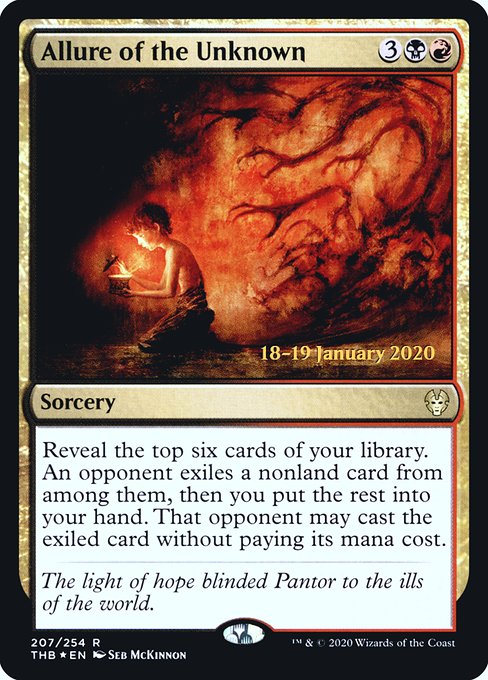 Allure of the Unknown 3
18–19 January 2020
Sorcery
Reveal the top six cards of your library.
An opponent exiles a nonland card from
among them, then you put the rest into
your hand. That opponent may cast the
exiled card without paying its mana cost.
The light of hope blinded Pantor to the ills
of the world.
207/254 R
™ & © 2020 Wizards of the Coast
THB ★ EN Seb McKinnon